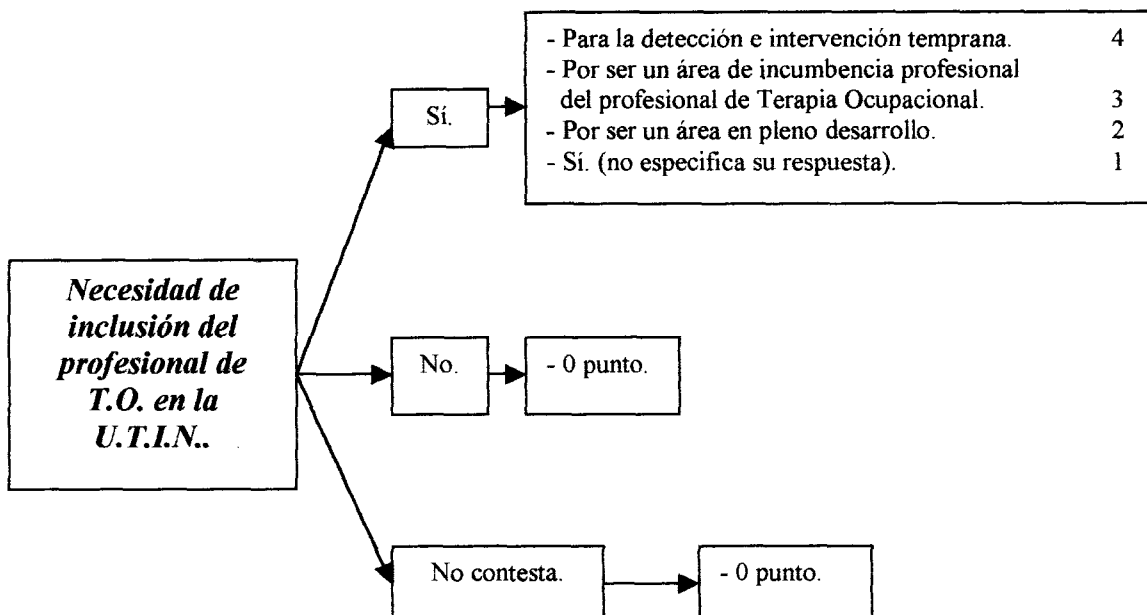 - Para la detección e intervención temprana. 4
- Por ser un área de incumbencia profesional
del profesional de Terapia Ocupacional. 3
- Por ser un área en pleno desarrollo. 2
- Sí. (no especifica su respuesta). 1
Sí.
Necesidad de
inclusión del
profesional de
T.O. en la
U.T.I.N..
No.
- 0 punto.
No contesta.
- 0 punto.